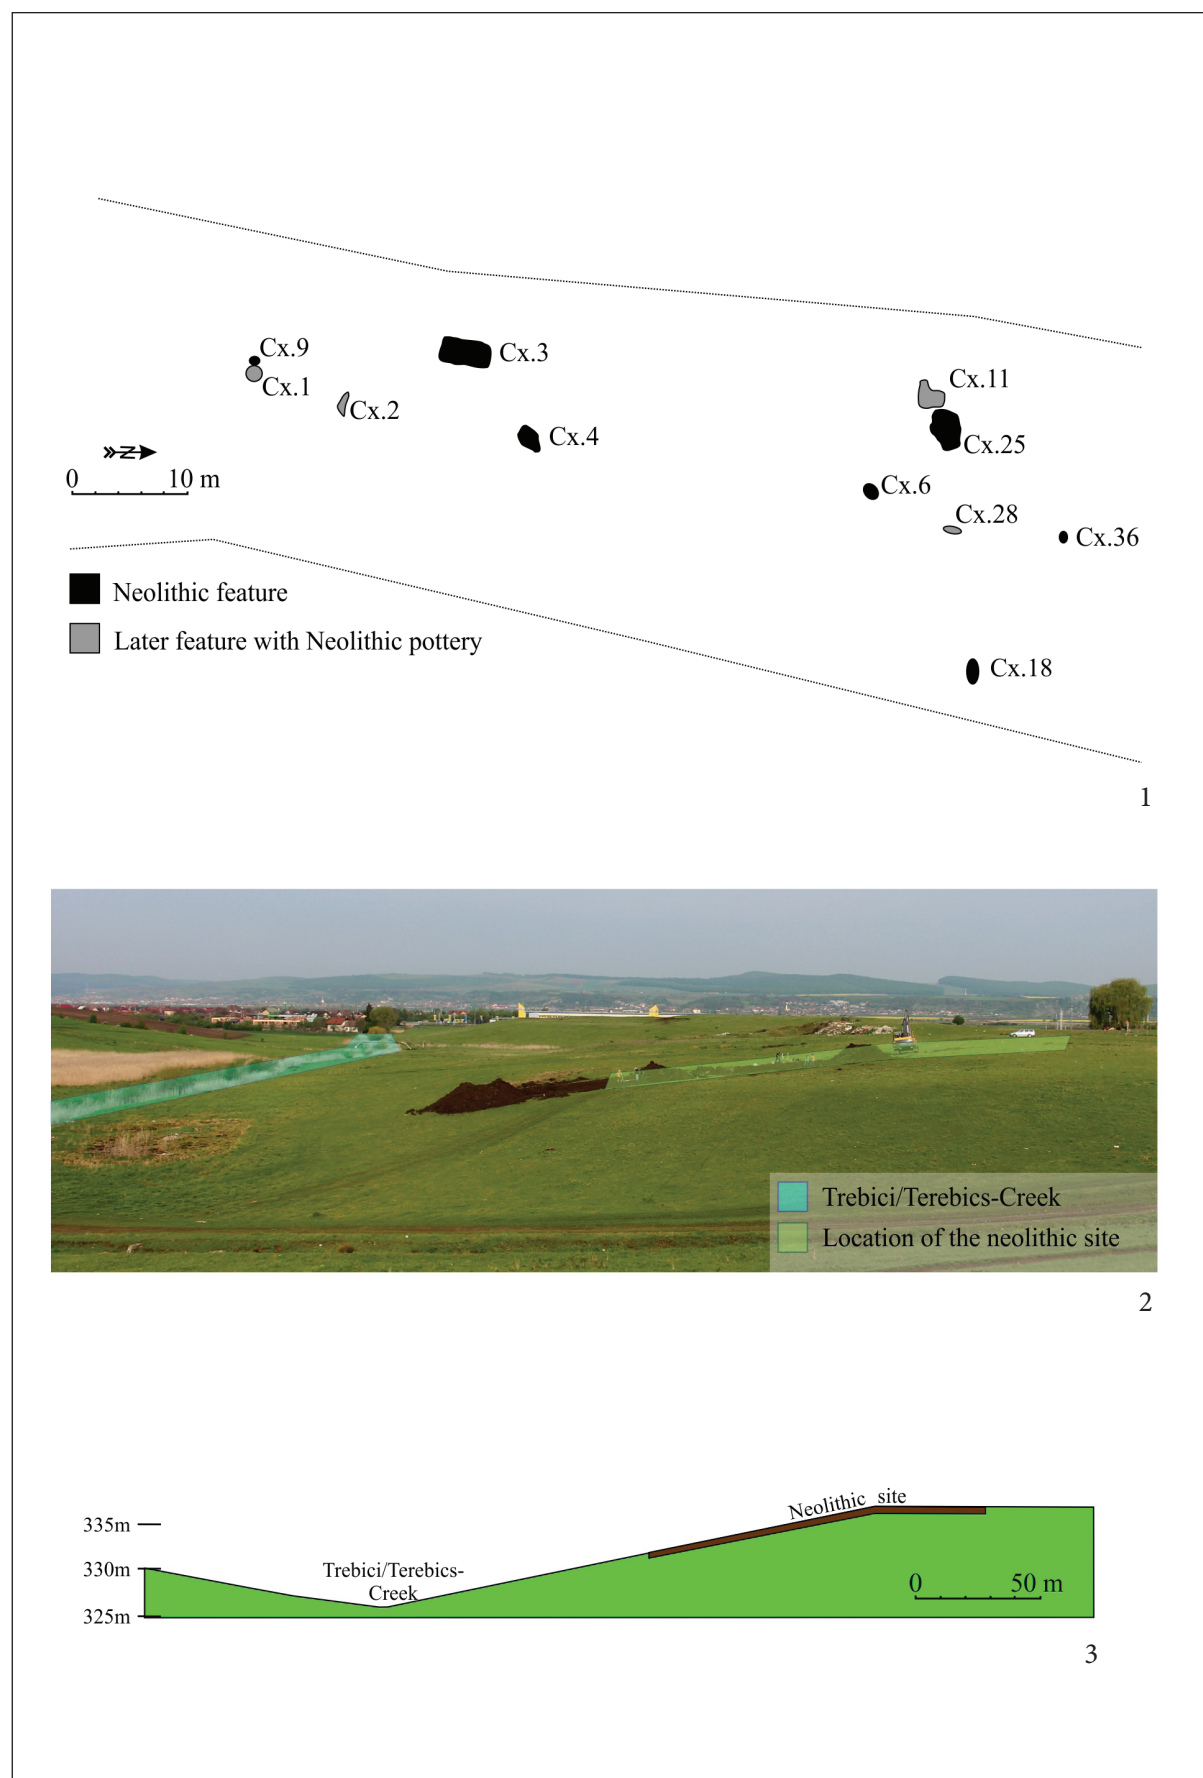 Cx.9
Cx.1
Cx.2
Cx.3
Cx.4
Cx.11
Cx.25
Cx.6
Cx.28
Cx.36
Cx.18
N
0 10 m
Neolithic feature
Later feature with Neolithic pottery
1
Trebici/Terebics-Creek
Location of the neolithic site
2
335m
330m
325m
Trebici/Terebics-
Creek
Neolithic site
0 50 m
3